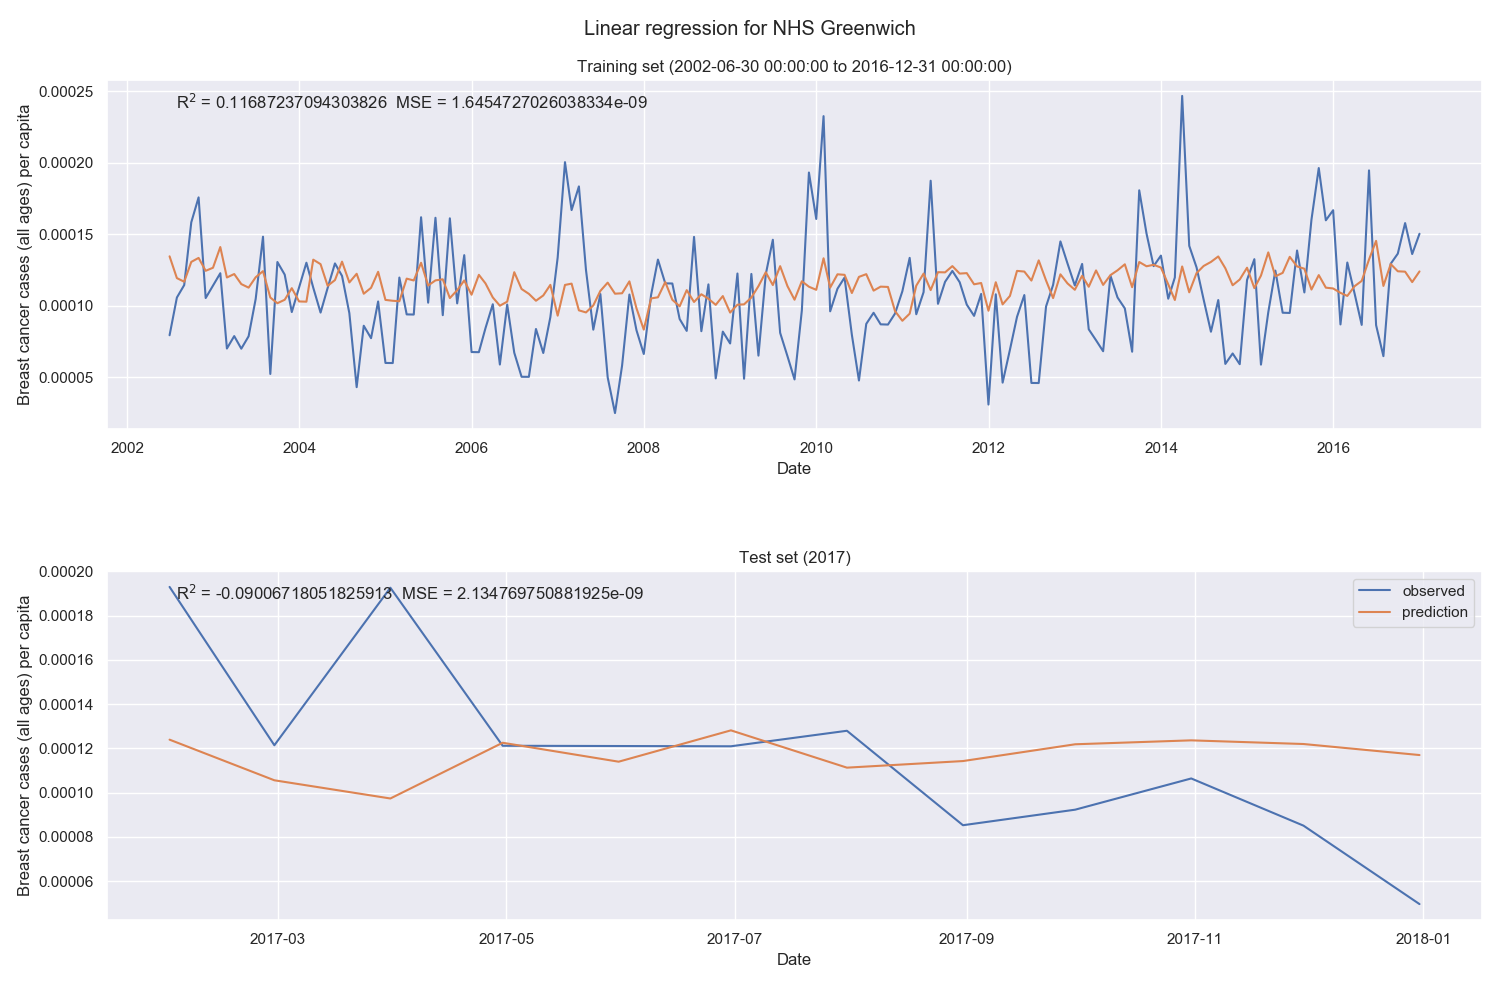 Linear regression for NHS Greenwich
Training set (2002-06-30 00:00:00 to 2016-12-31 00:00:00)
R² = 0.11687237094303826 MSE = 1.6454727026038334e-09
Breast cancer cases (all ages) per capita
0.00025
0.00020
0.00015
0.00010
0.00005
2002 2004 2006 2008 2010 2012 2014 2016
Date
Test set (2017)
R² = -0.09006718051825913 MSE = 2.134769750881925e-09
observed
prediction
Breast cancer cases (all ages) per capita
0.00020
0.00018
0.00016
0.00014
0.00012
0.00010
0.00008
0.00006
2017-03 2017-05 2017-07 2017-09 2017-11 2018-01
Date